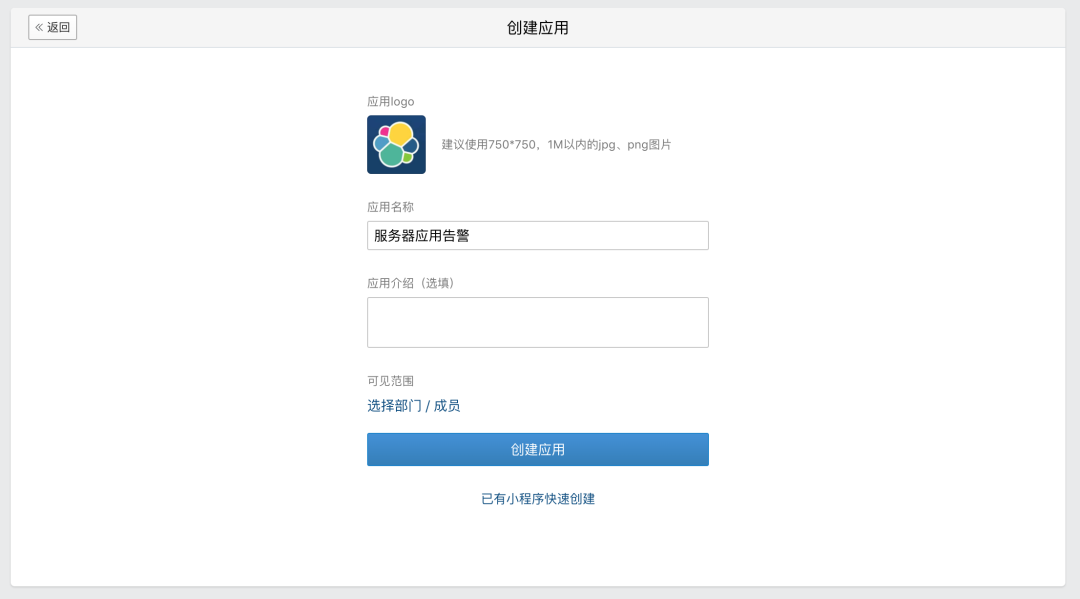 返回
创建应用
应用logo
建议使用750*750，1M以内的jpg、png图片
应用名称
服务器应用告警
应用介绍（选填）
可见范围
选择部门 / 成员
创建应用
已有小程序快速创建